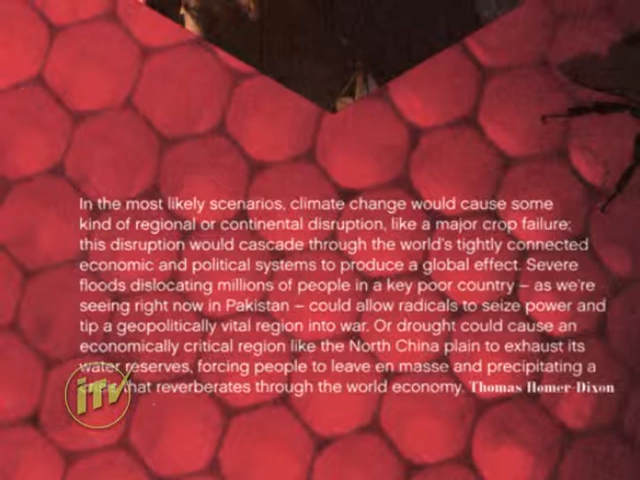 In the most likely scenarios, climate change would cause some
kind of regional or continental disruption, like a major crop failure;
this disruption would cascade through the world's tightly connected
economic and political systems to produce a global effect. Severe
floods dislocating millions of people in a key poor country – as we're
seeing right now in Pakistan – could allow radicals to seize power and
tip a geopolitically vital region into war. Or drought could cause an
economically critical region like the North China plain to exhaust its
water reserves, forcing people to leave en masse and precipitating a
crisis that reverberates through the world economy. Thomas Homer-Dixon
itv